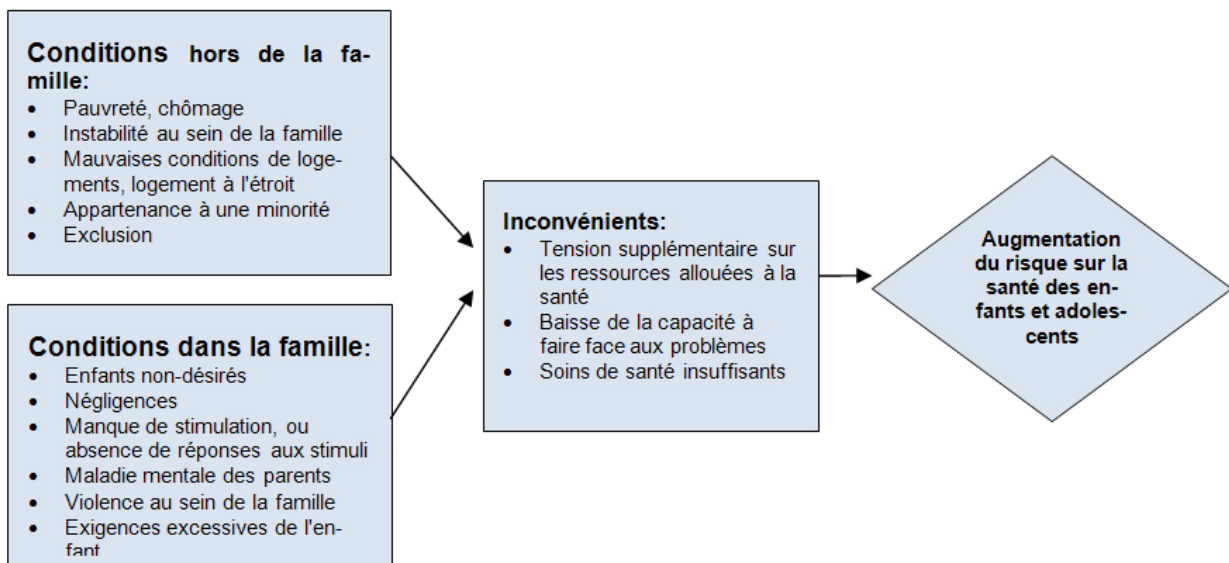 Conditions hors de la fa-
mille:
• Pauvreté, chômage
• Instabilité au sein de la famille
• Mauvaises conditions de loge-
ments, logement à l'étroit
• Appartenance à une minorité
• Exclusion
Conditions dans la famille:
• Enfants non-désirés
• Négligences
• Manque de stimulation, ou
absence de réponses aux stimuli
• Maladie mentale des parents
• Violence au sein de la famille
• Exigences excessives de l'en-
fant
Inconvénients:
• Tension supplémentaire sur
les ressources allouées à la
santé
• Baisse de la capacité à
faire face aux problèmes
• Soins de santé insuffisants
Augmentation
du risque sur la
santé des en-
fants et adoles-
cents